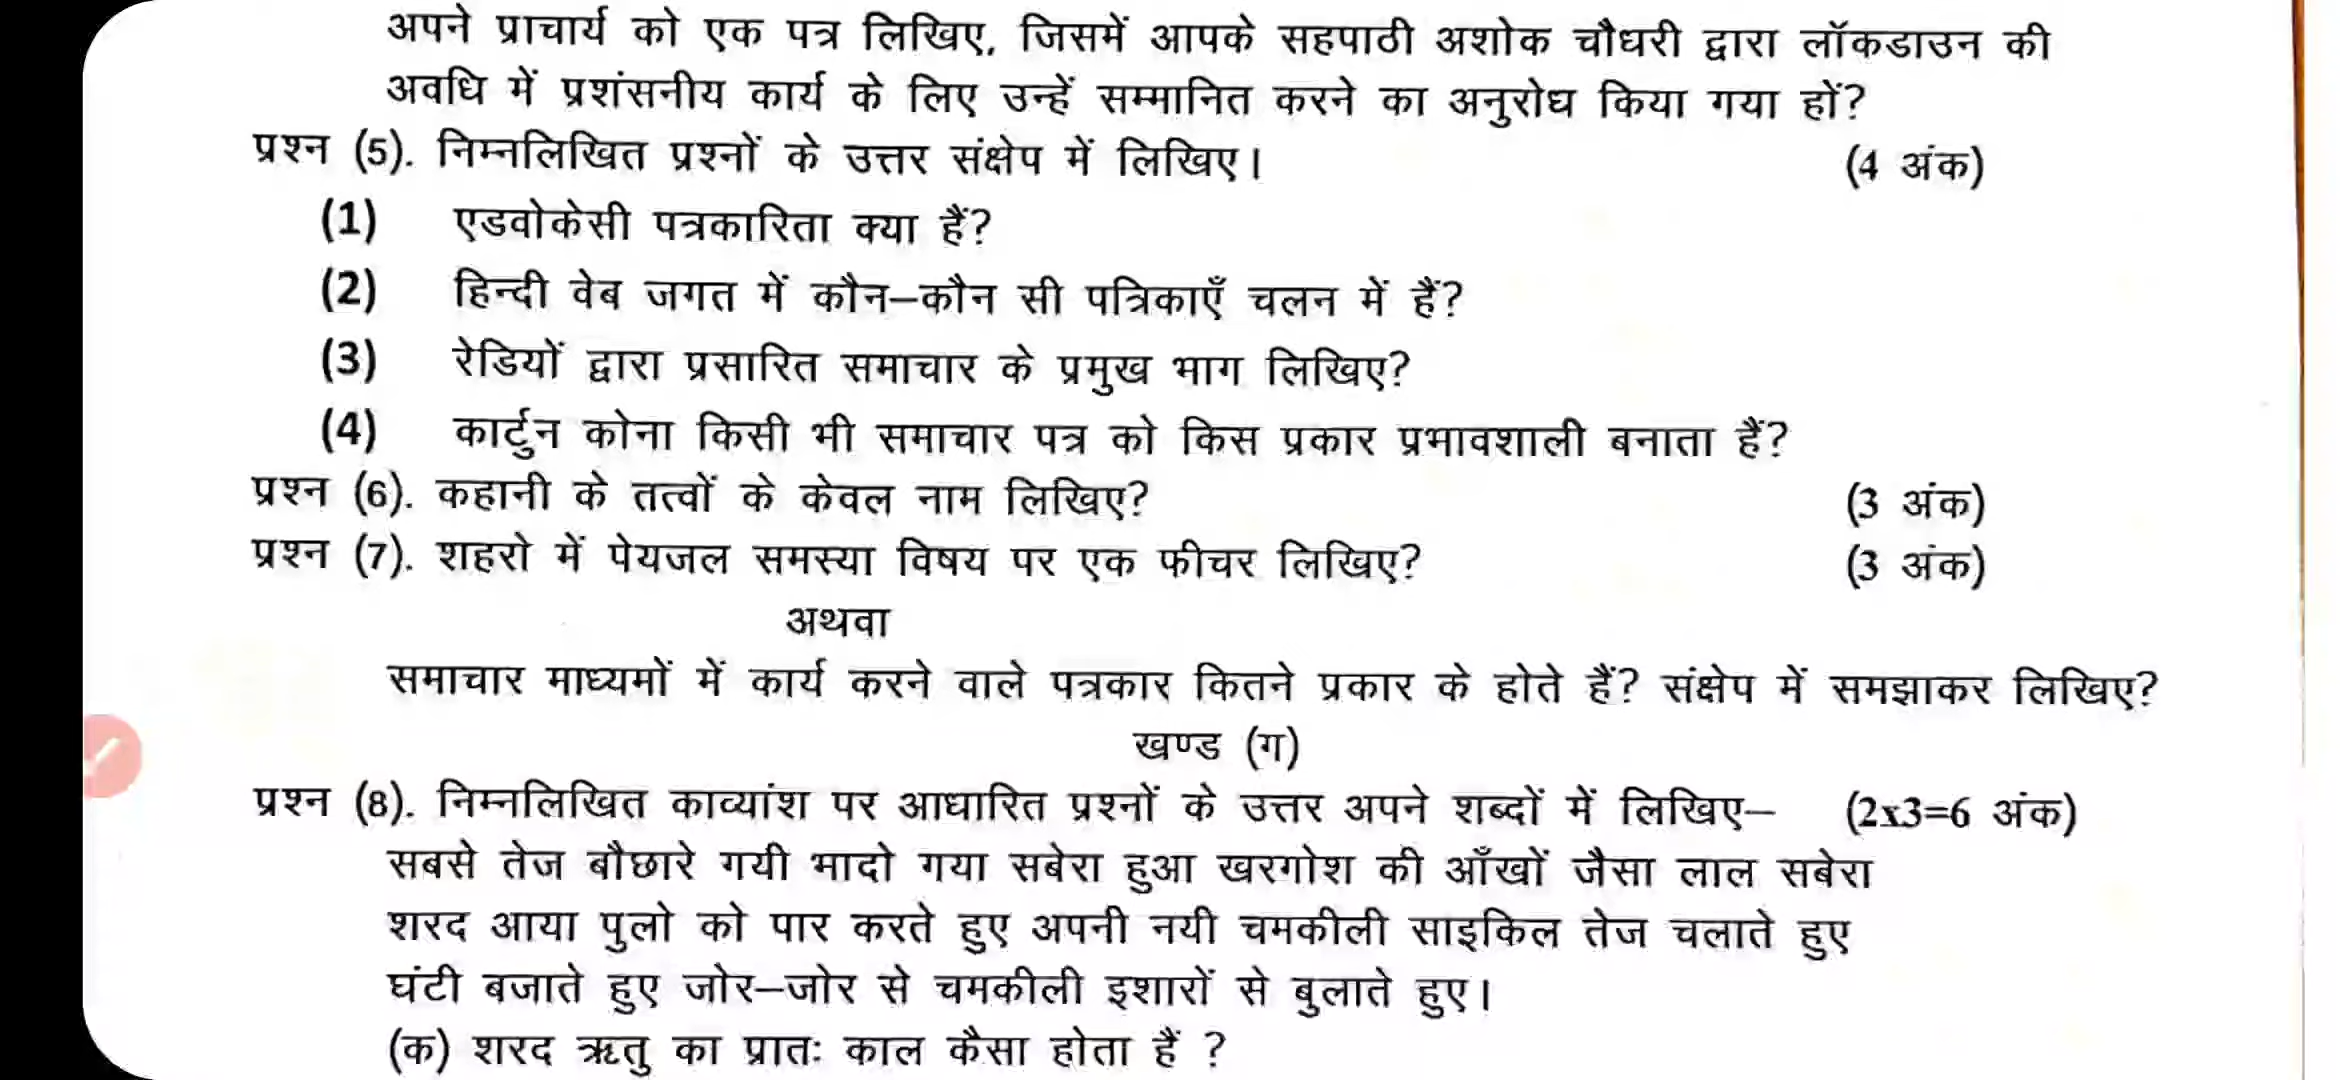 अपने प्राचार्य को एक पत्र लिखिए, जिसमें आपके सहपाठी अशोक चौधरी द्वारा लॉकडाउन की
अवधि में प्रशंसनीय कार्य के लिए उन्हें सम्मानित करने का अनुरोध किया गया हों?
प्रश्न (5). निम्नलिखित प्रश्नों के उत्तर संक्षेप में लिखिए। (4 अंक)
(1) एडवोकेसी पत्रकारिता क्या हैं?
(2) हिन्दी वेब जगत में कौन–कौन सी पत्रिकाएँ चलन में हैं?
(3) रेडियों द्वारा प्रसारित समाचार के प्रमुख भाग लिखिए?
(4) कार्टुन कोना किसी भी समाचार पत्र को किस प्रकार प्रभावशाली बनाता हैं?
प्रश्न (6). कहानी के तत्वों के केवल नाम लिखिए? (3 अंक)
प्रश्न (7). शहरो में पेयजल समस्या विषय पर एक फीचर लिखिए? (3 अंक)
अथवा
समाचार माध्यमों में कार्य करने वाले पत्रकार कितने प्रकार के होते हैं? संक्षेप में समझाकर लिखिए?
खण्ड (ग)
प्रश्न (8). निम्नलिखित काव्यांश पर आधारित प्रश्नों के उत्तर अपने शब्दों में लिखिए– (2x3=6 अंक)
सबसे तेज बौछारे गयी भादो गया सबेरा हुआ खरगोश की आँखों जैसा लाल सबेरा
शरद आया पुलो को पार करते हुए अपनी नयी चमकीली साइकिल तेज चलाते हुए
घंटी बजाते हुए जोर–जोर से चमकीली इशारों से बुलाते हुए।
(क) शरद ऋतु का प्रातः काल कैसा होता हैं ?